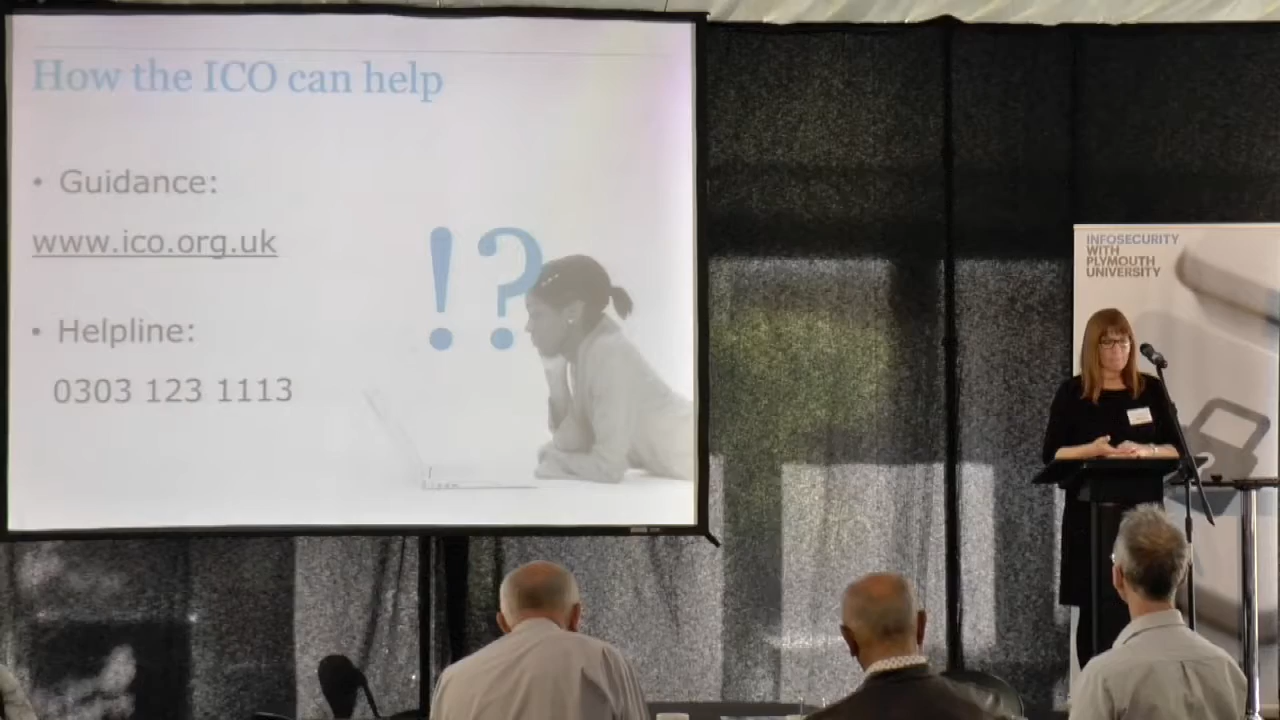 How the ICO can help
• Guidance:
www.ico.org.uk
!?
• Helpline:
0303 123 1113
INFOSECURITY
WITH
PLYMOUTH
UNIVERSITY